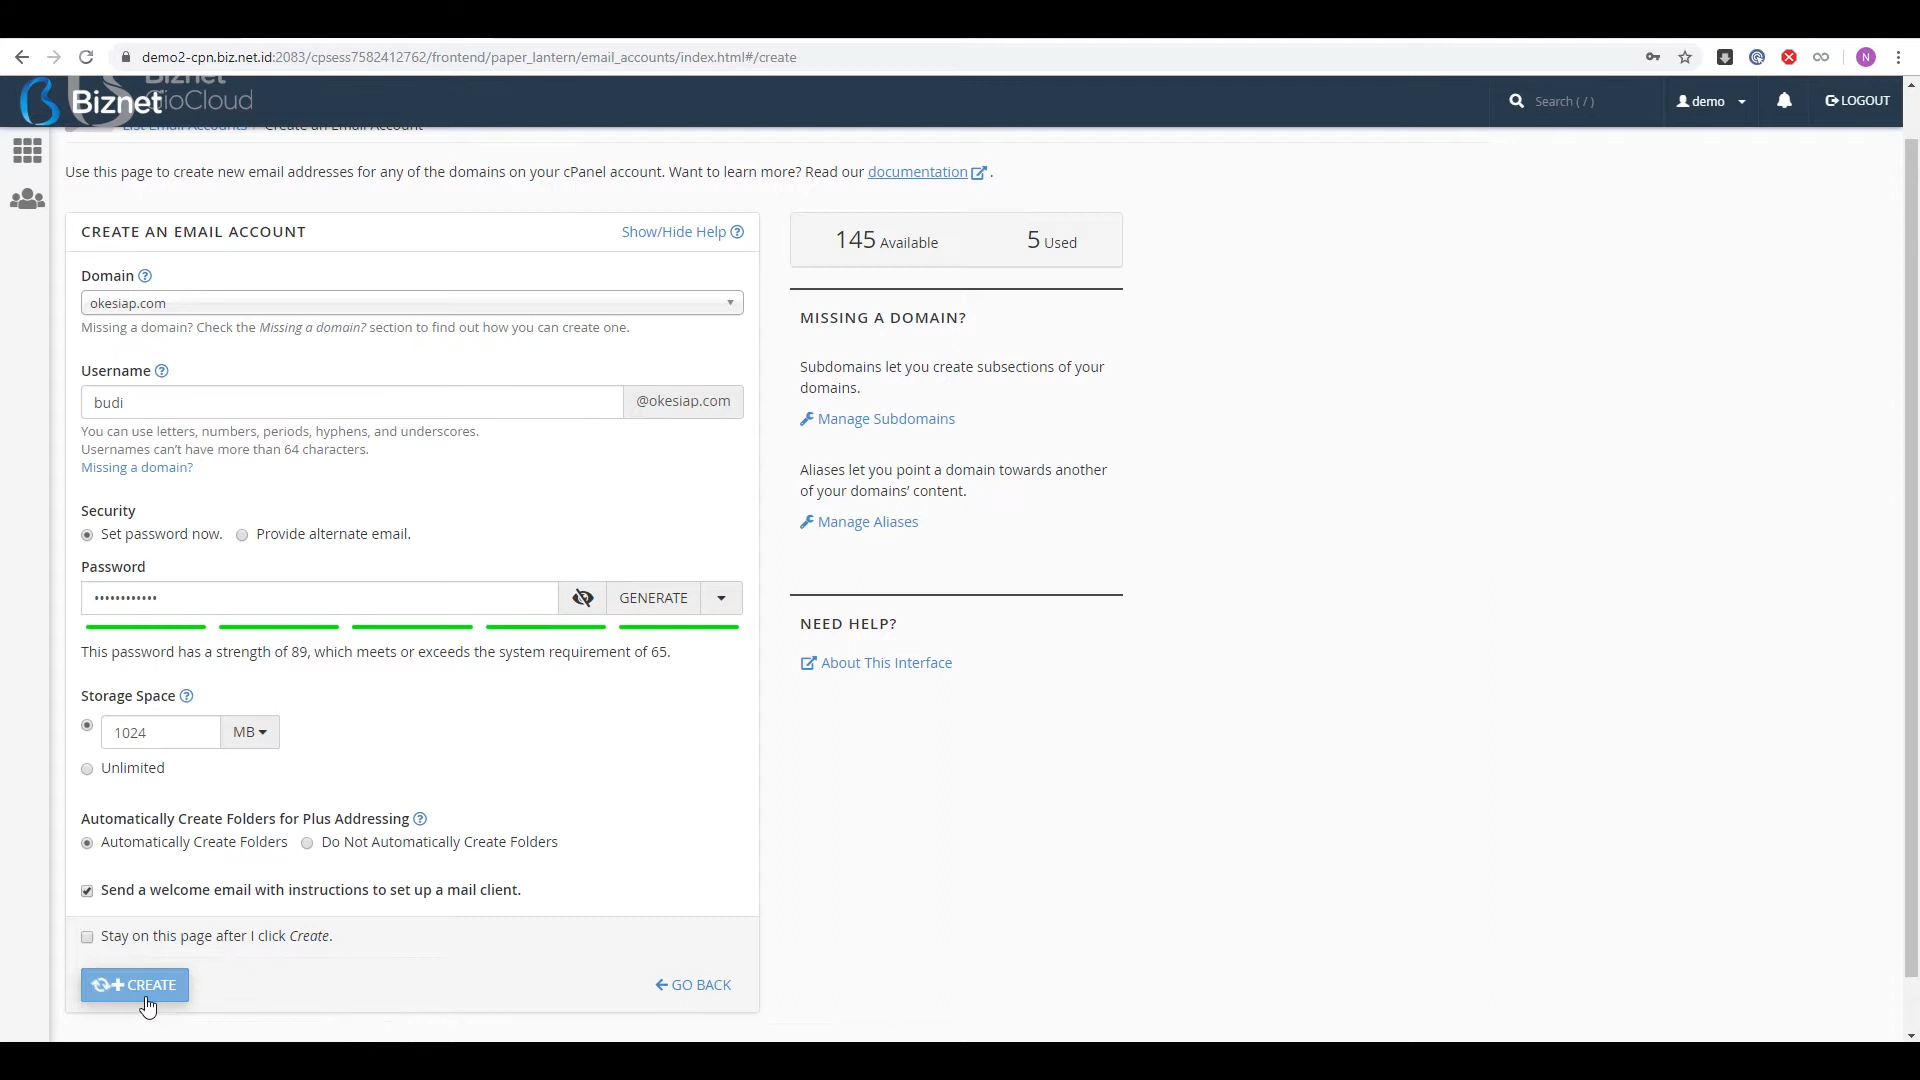 demo2-cpn.biz.net.id:2083/cpsess7582412762/frontend/paper_lantern/email_accounts/index.html#/create
N
Biznet
GioCloud
Biznet
Search ( / )
demo
LOGOUT
List Email Accounts / Create an Email Account
Use this page to create new email addresses for any of the domains on your cPanel account. Want to learn more? Read our documentation .
CREATE AN EMAIL ACCOUNT
Show/Hide Help
Domain
okesiap.com
Missing a domain? Check the Missing a domain? section to find out how you can create one.
Username
budi
@okesiap.com
You can use letters, numbers, periods, hyphens, and underscores.
Usernames can't have more than 64 characters.
Missing a domain?
Security
Set password now.
Provide alternate email.
Password
••••••••••••
GENERATE
This password has a strength of 89, which meets or exceeds the system requirement of 65.
Storage Space
1024
MB
Unlimited
Automatically Create Folders for Plus Addressing
Automatically Create Folders
Do Not Automatically Create Folders
Send a welcome email with instructions to set up a mail client.
Stay on this page after I click Create.
+ CREATE
GO BACK
145 Available
5 Used
MISSING A DOMAIN?
Subdomains let you create subsections of your
domains.
Manage Subdomains
Aliases let you point a domain towards another
of your domains’ content.
Manage Aliases
NEED HELP?
About This Interface